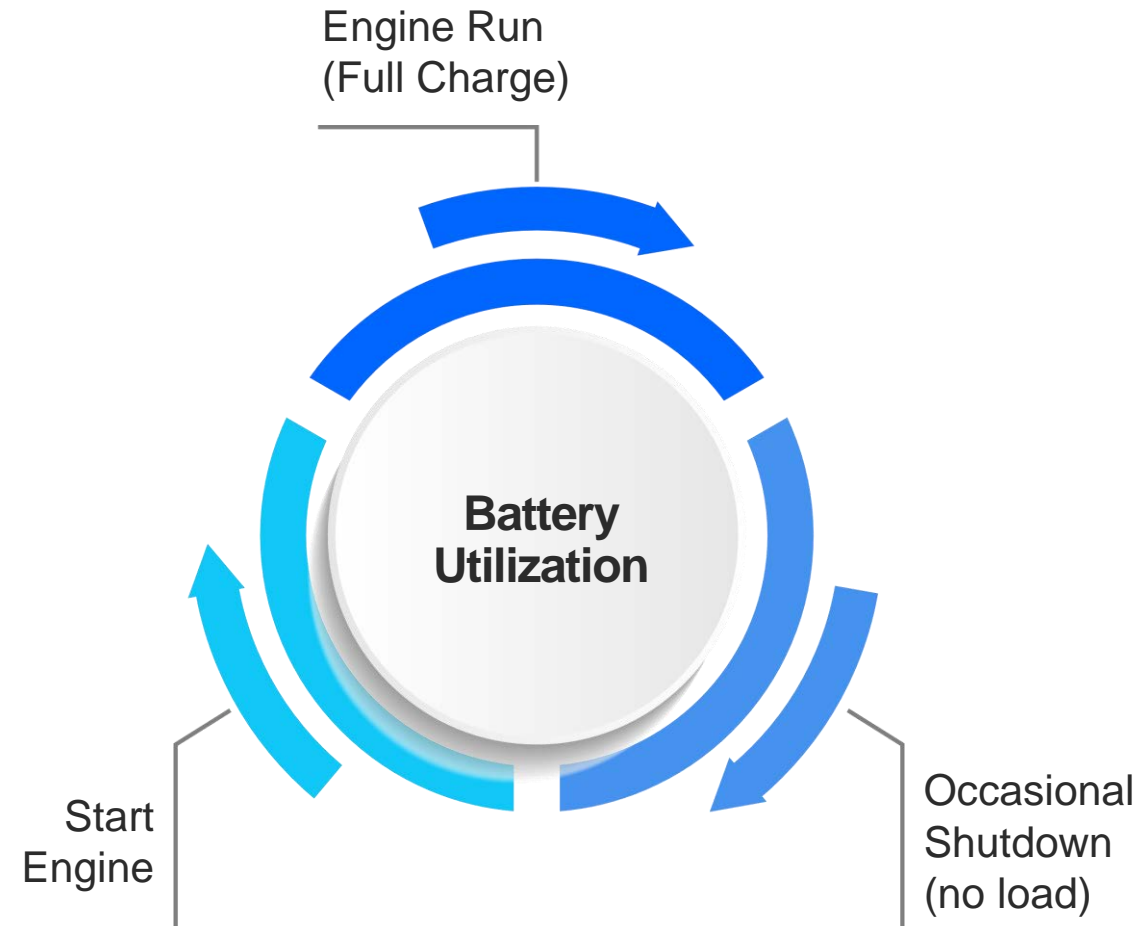 Engine Run
(Full Charge)
Battery
Utilization
Start
Engine
Occasional
Shutdown
(no load)